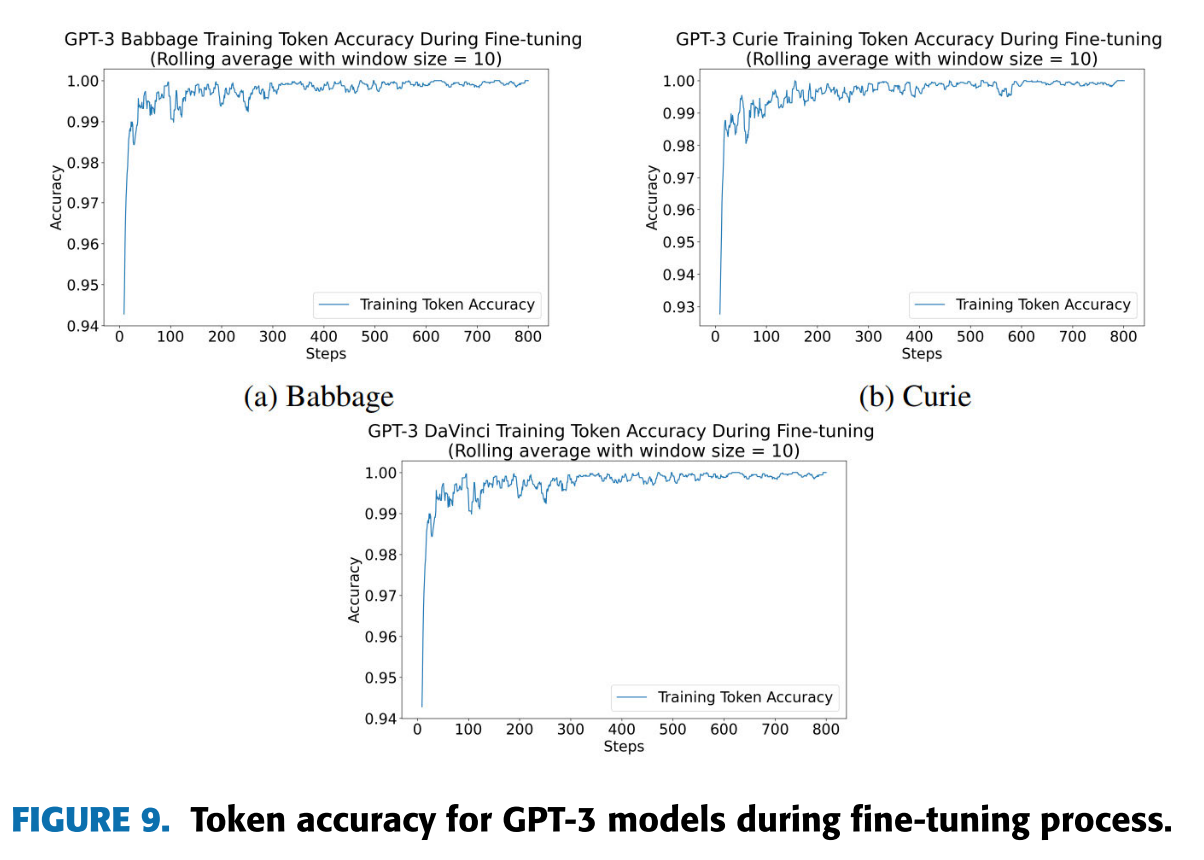 GPT-3 Babbage Training Token Accuracy During Fine-tuning
(Rolling average with window size = 10)
1.00
0.99
0.98
0.97
0.96
0.95
0.94
Accuracy
Training Token Accuracy
0 100 200 300 400 500 600 700 800
Steps
(a) Babbage
GPT-3 Curie Training Token Accuracy During Fine-tuning
(Rolling average with window size = 10)
1.00
0.99
0.98
0.97
0.96
0.95
0.94
0.93
Accuracy
Training Token Accuracy
0 100 200 300 400 500 600 700 800
Steps
(b) Curie
GPT-3 DaVinci Training Token Accuracy During Fine-tuning
(Rolling average with window size = 10)
1.00
0.99
0.98
0.97
0.96
0.95
0.94
Accuracy
Training Token Accuracy
0 100 200 300 400 500 600 700 800
Steps
FIGURE 9. Token accuracy for GPT-3 models during fine-tuning process.